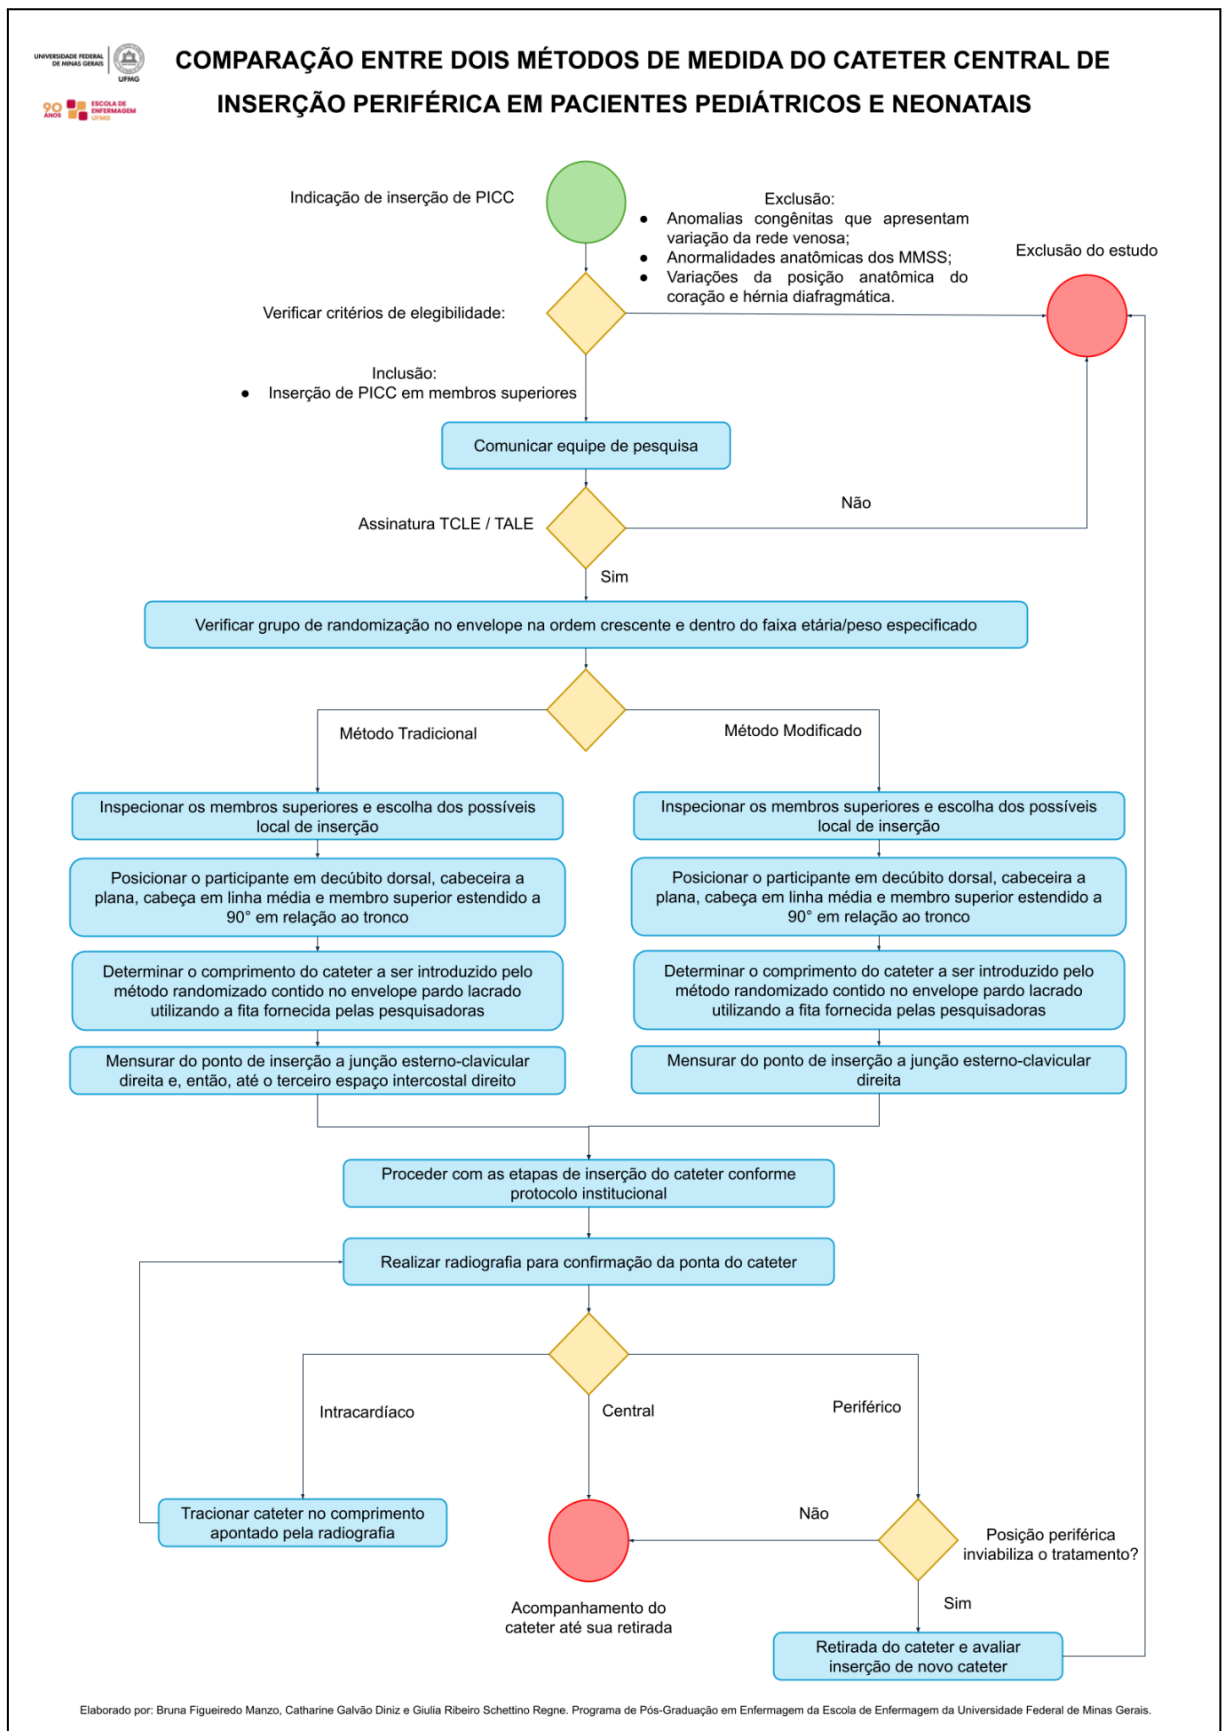 UNIVERSIDADE FEDERAL
DE MINAS GERAIS
UFMG
90
ANOS
ESCOLA DE
ENFERMAGEM
UFMG
COMPARAÇÃO ENTRE DOIS MÉTODOS DE MEDIDA DO CATETER CENTRAL DE
INSERÇÃO PERIFÉRICA EM PACIENTES PEDIÁTRICOS E NEONATAIS
Indicação de inserção de PICC
Exclusão:
● Anomalias congênitas que apresentam
variação da rede venosa;
● Anormalidades anatômicas dos MMSS;
● Variações da posição anatômica do
coração e hérnia diafragmática.
Exclusão do estudo
Verificar critérios de elegibilidade:
Inclusão:
● Inserção de PICC em membros superiores
Comunicar equipe de pesquisa
Assinatura TCLE / TALE
Não
Sim
Verificar grupo de randomização no envelope na ordem crescente e dentro do faixa etária/peso especificado
Método Tradicional
Método Modificado
Inspecionar os membros superiores e escolha dos possíveis
local de inserção
Posicionar o participante em decúbito dorsal, cabeceira a
plana, cabeça em linha média e membro superior estendido a
90° em relação ao tronco
Determinar o comprimento do cateter a ser introduzido pelo
método randomizado contido no envelope pardo lacrado
utilizando a fita fornecida pelas pesquisadoras
Mensurar do ponto de inserção a junção esterno-clavicular
direita e, então, até o terceiro espaço intercostal direito
Inspecionar os membros superiores e escolha dos possíveis
local de inserção
Posicionar o participante em decúbito dorsal, cabeceira a
plana, cabeça em linha média e membro superior estendido a
90° em relação ao tronco
Determinar o comprimento do cateter a ser introduzido pelo
método randomizado contido no envelope pardo lacrado
utilizando a fita fornecida pelas pesquisadoras
Mensurar do ponto de inserção a junção esterno-clavicular
direita
Proceder com as etapas de inserção do cateter conforme
protocolo institucional
Realizar radiografia para confirmação da ponta do cateter
Intracardíaco
Central
Periférico
Tracionar cateter no comprimento
apontado pela radiografia
Não
Posição periférica
inviabiliza o tratamento?
Acompanhamento do
cateter até sua retirada
Sim
Retirada do cateter e avaliar
inserção de novo cateter
Elaborado por: Bruna Figueiredo Manzo, Catharine Galvão Diniz e Giulia Ribeiro Schettino Regne. Programa de Pós-Graduação em Enfermagem da Escola de Enfermagem da Universidade Federal de Minas Gerais.